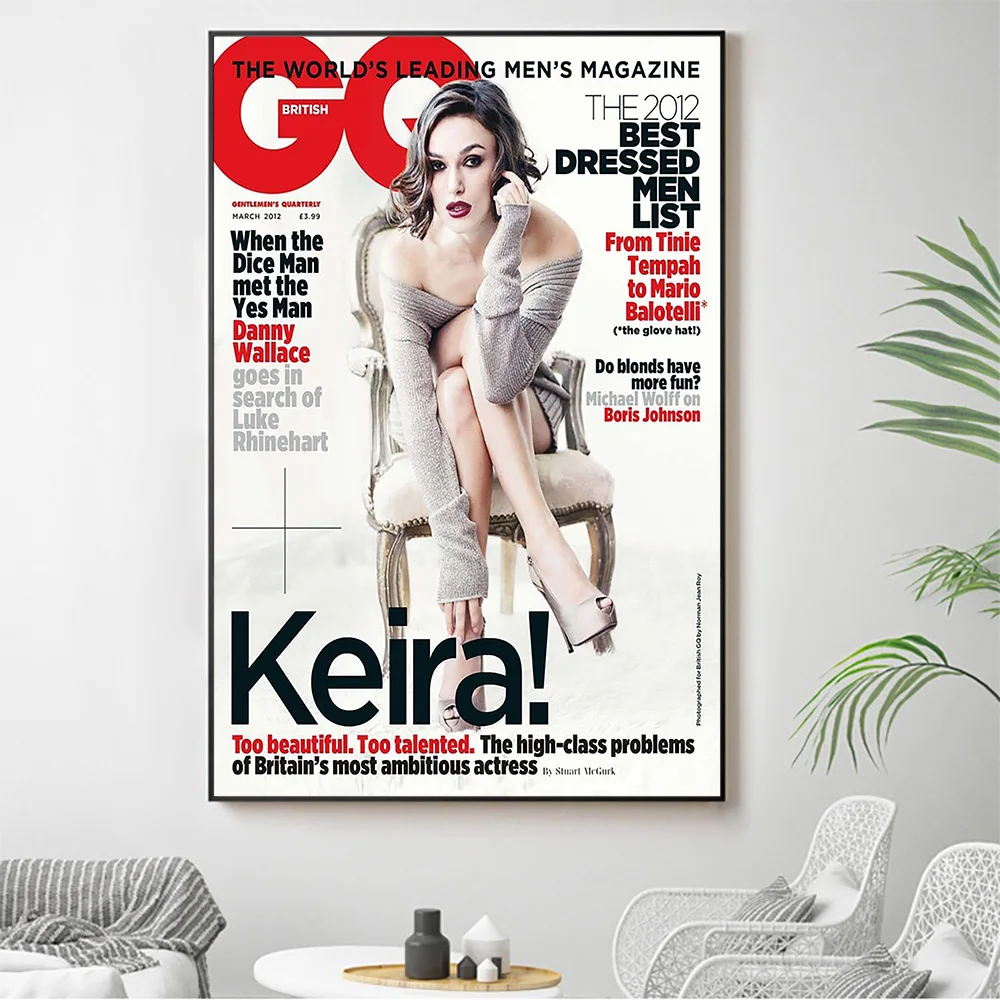 THE WORLD'S LEADING MEN'S MAGAZINE
GQ
BRITISH
GENTLEMEN'S QUARTERLY
MARCH 2012 £3.99
When the
Dice Man
met the
Yes Man
Danny
Wallace
goes in
search of
Luke
Rhinehart
THE 2012
BEST
DRESSED
MEN
LIST
From Tinie
Tempah
to Mario
Balotelli*
(*the glove hat!)
Do blonds have
more fun?
Michael Wolff on
Boris Johnson
Photographed for British GQ by Norman Jean Roy
Keira!
Too beautiful. Too talented. The high-class problems
of Britain's most ambitious actress By Stuart McGurk